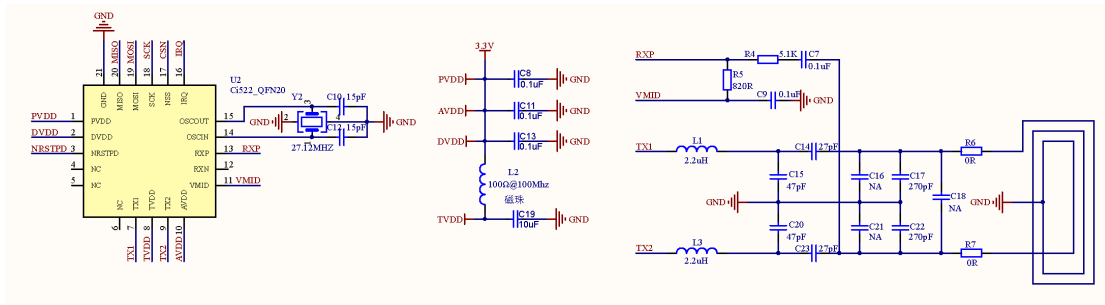 GND
MISO
MOSI
SCK
CSN
IRQ
21
20
19
18
17
16
GND
MISO
MOSI
SCK
NSS
IRQ
U2
Ci522_QFN20
PVDD 1 PVDD
DVDD 2 DVDD
NRSTPD 3 NRSTPD
4 NC
5 NC
OSCOUT 15
OSCIN 14
RXP 13 RXP
RXN 12
VMID 11 VMID
NC
TX1
TVDD
TX2
AVDD
6
7
8
9
10
TX1
TVDD
TX2
AVDD
Y2
3
C10 15pF
GND 2
4
GND
C12 15pF
1
27.12MHZ
3.3V
PVDD
C8
0.1uF
GND
AVDD
C11
0.1uF
GND
DVDD
C13
0.1uF
GND
L2
100Ω@100Mhz
磁珠
TVDD
C19
10uF
GND
RXP
R4 5.1K C7
0.1uF
R5
820R
VMID
C9 0.1uF
GND
TX1
L1
2.2uH
C14 27pF
R6
0R
C15
47pF
C16
NA
C17
270pF
GND
C18
NA
GND
C20
47pF
C21
NA
C22
270pF
TX2
L3
2.2uH
C23 27pF
R7
0R